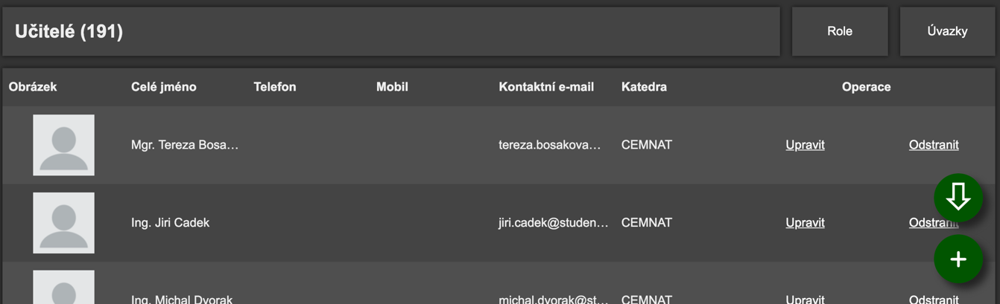 Učitelé (191)
Role
Úvazky
Obrázek Celé jméno Telefon Mobil Kontaktní e-mail Katedra Operace
Mgr. Tereza Bosa… tereza.bosakova… CEMNAT Upravit Odstranit
Ing. Jiri Cadek jiri.cadek@studen… CEMNAT Upravit Odstranit
Ing. Michal Dvorak michal.dvorak@st… CEMNAT Upravit Odstranit